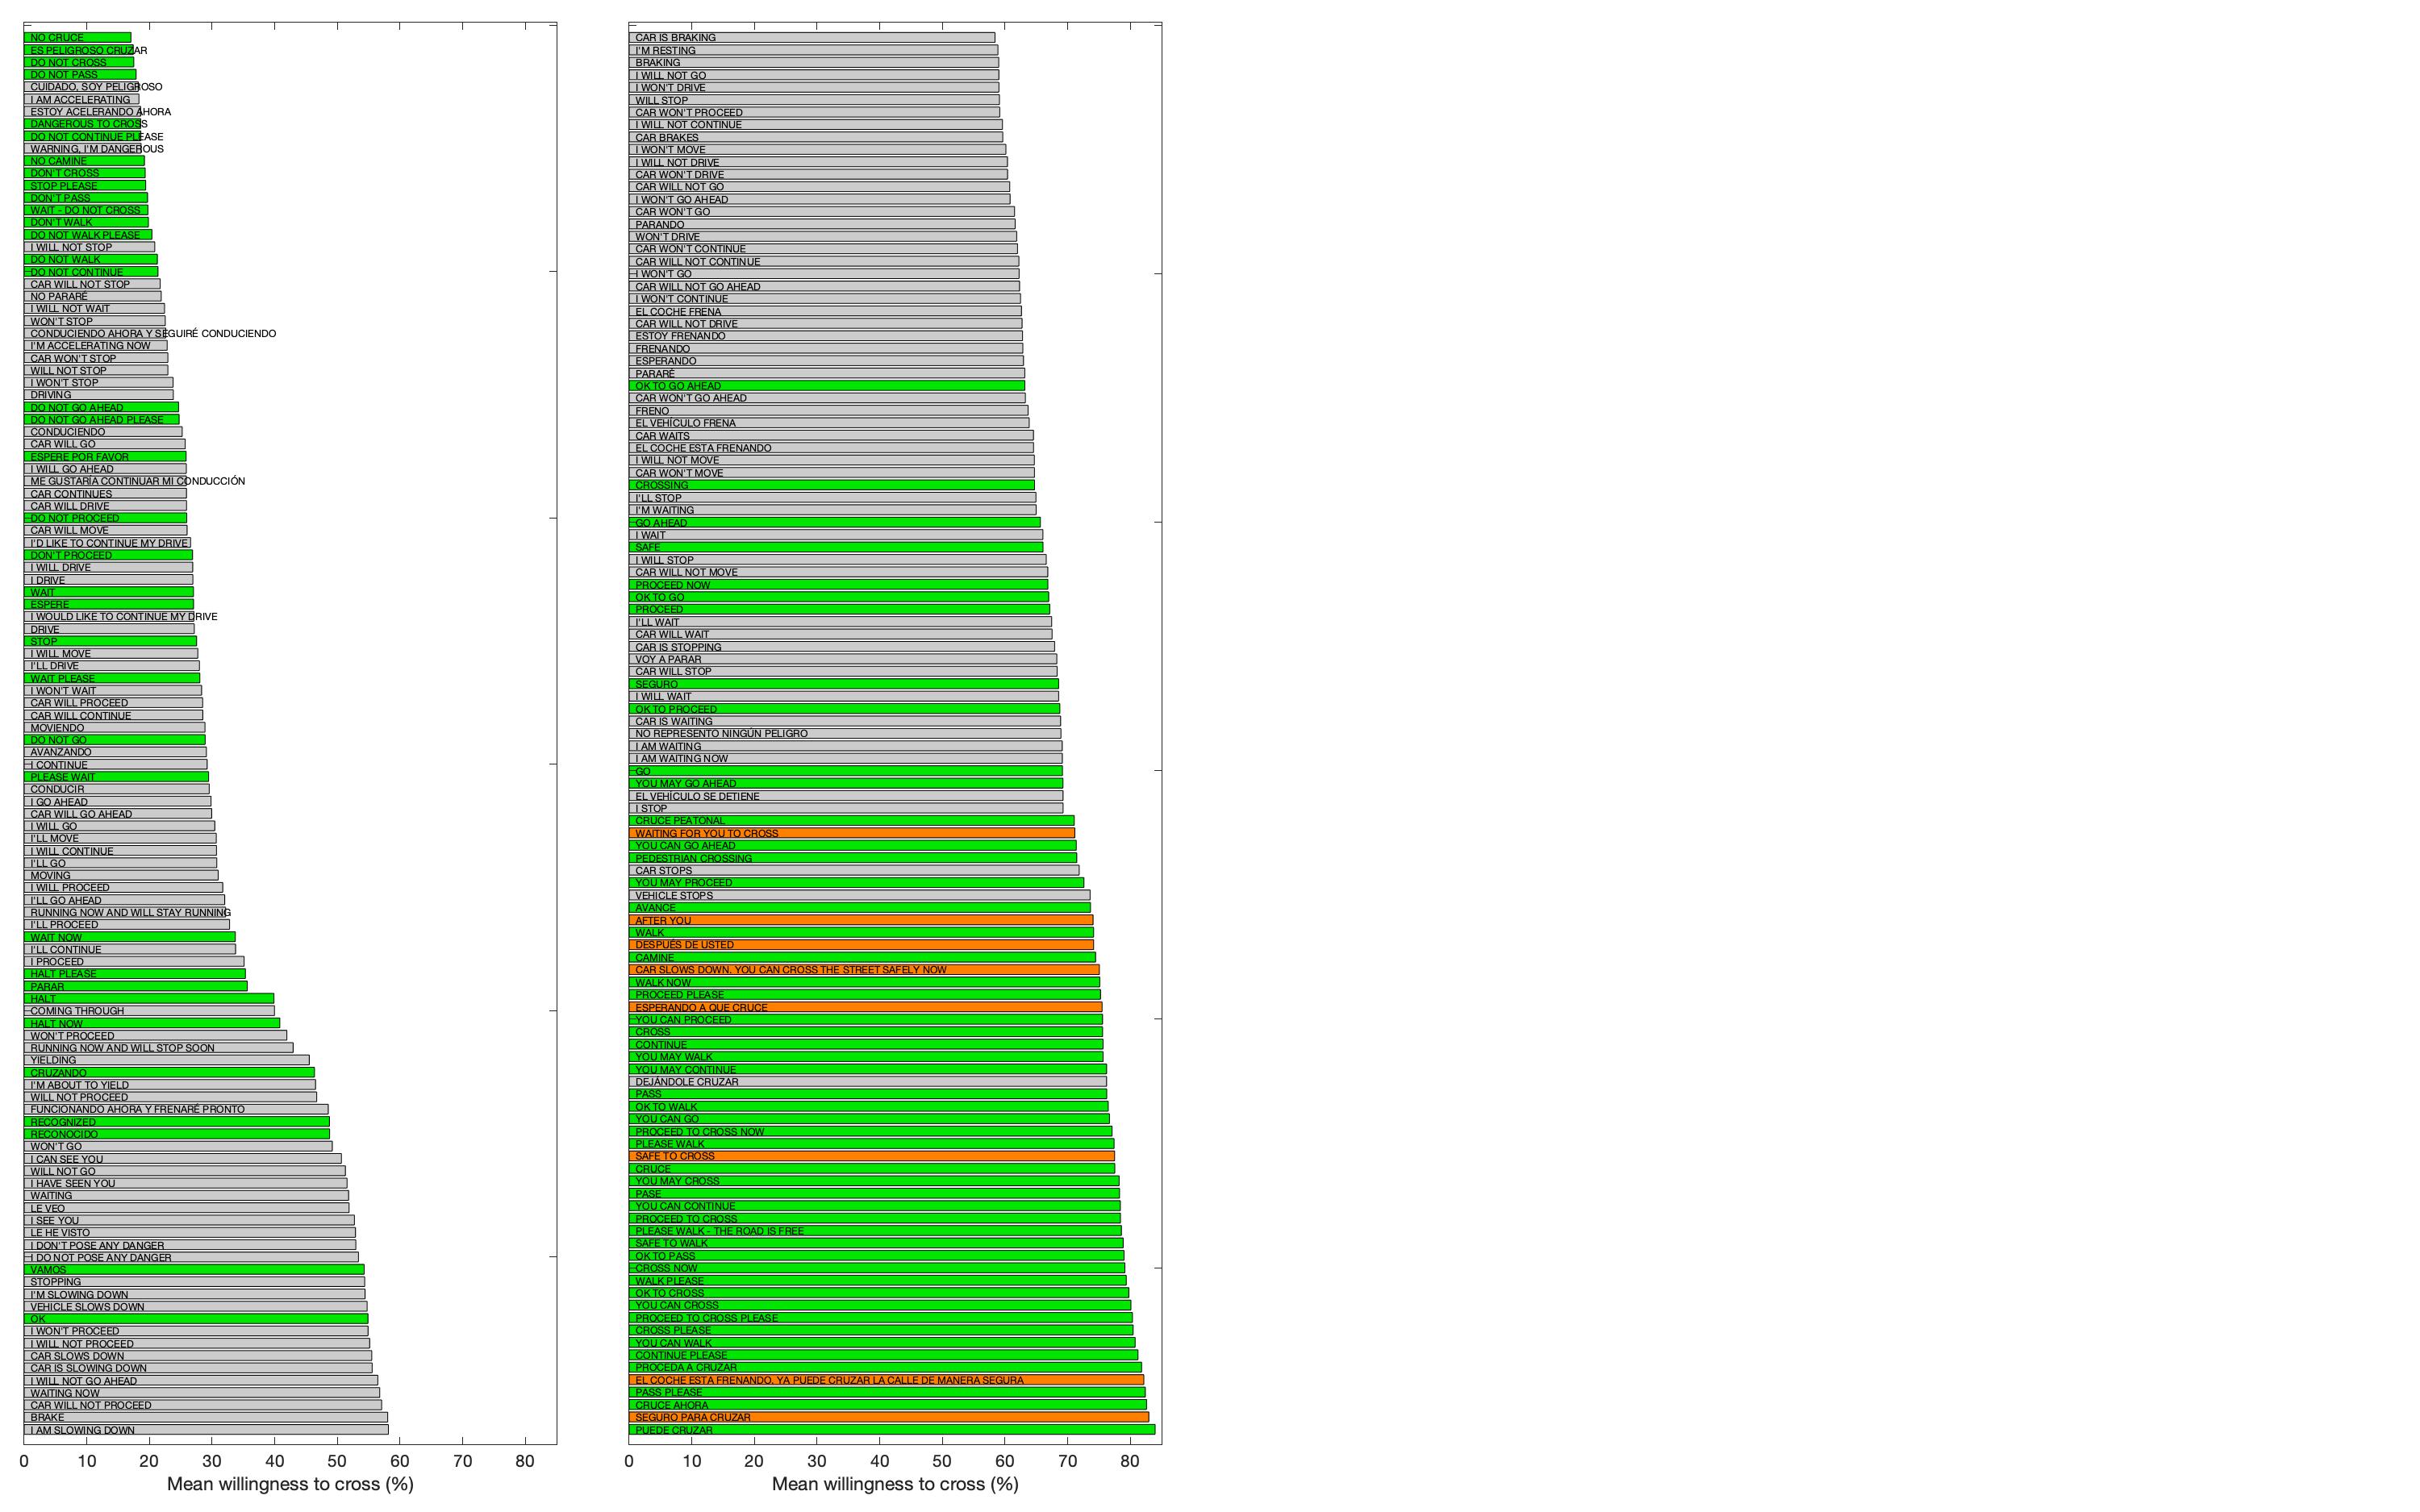 NO CRUCE
ES PELIGROSO CRUZAR
DO NOT CROSS
DO NOT PASS
CUIDADO, SOY PELIGROSO
I AM ACCELERATING
ESTOY ACELERANDO AHORA
DANGEROUS TO CROSS
DO NOT CONTINUE PLEASE
WARNING, I'M DANGEROUS
NO CAMINE
DON'T CROSS
STOP PLEASE
DON'T PASS
WAIT - DO NOT CROSS
DON'T WALK
DO NOT WALK PLEASE
I WILL NOT STOP
DO NOT WALK
DO NOT CONTINUE
CAR WILL NOT STOP
NO PARARÉ
I WILL NOT WAIT
WON'T STOP
CONDUCIENDO AHORA Y SEGUIRÉ CONDUCIENDO
I'M ACCELERATING NOW
CAR WON'T STOP
WILL NOT STOP
I WON'T STOP
DRIVING
DO NOT GO AHEAD
DO NOT GO AHEAD PLEASE
CONDUCIENDO
CAR WILL GO
ESPERE POR FAVOR
I WILL GO AHEAD
ME GUSTARÍA CONTINUAR MI CONDUCCIÓN
CAR CONTINUES
CAR WILL DRIVE
DO NOT PROCEED
CAR WILL MOVE
I'D LIKE TO CONTINUE MY DRIVE
DON'T PROCEED
I WILL DRIVE
I DRIVE
WAIT
ESPERE
I WOULD LIKE TO CONTINUE MY DRIVE
DRIVE
STOP
I WILL MOVE
I'LL DRIVE
WAIT PLEASE
I WON'T WAIT
CAR WILL PROCEED
CAR WILL CONTINUE
MOVIENDO
DO NOT GO
AVANZANDO
I CONTINUE
PLEASE WAIT
CONDUCIR
I GO AHEAD
CAR WILL GO AHEAD
I WILL GO
I'LL MOVE
I WILL CONTINUE
I'LL GO
MOVING
I WILL PROCEED
I'LL GO AHEAD
RUNNING NOW AND WILL STAY RUNNING
I'LL PROCEED
WAIT NOW
I'LL CONTINUE
I PROCEED
HALT PLEASE
PARAR
HALT
COMING THROUGH
HALT NOW
WON'T PROCEED
RUNNING NOW AND WILL STOP SOON
YIELDING
CRUZANDO
I'M ABOUT TO YIELD
WILL NOT PROCEED
FUNCIONANDO AHORA Y FRENARÉ PRONTO
RECOGNIZED
RECONOCIDO
WON'T GO
I CAN SEE YOU
WILL NOT GO
I HAVE SEEN YOU
WAITING
LE VEO
I SEE YOU
LE HE VISTO
I DON'T POSE ANY DANGER
I DO NOT POSE ANY DANGER
VAMOS
STOPPING
I'M SLOWING DOWN
VEHICLE SLOWS DOWN
OK
I WON'T PROCEED
I WILL NOT PROCEED
CAR SLOWS DOWN
CAR IS SLOWING DOWN
I WILL NOT GO AHEAD
WAITING NOW
CAR WILL NOT PROCEED
BRAKE
I AM SLOWING DOWN
0 10 20 30 40 50 60 70 80
Mean willingness to cross (%)
CAR IS BRAKING
I'M RESTING
BRAKING
I WILL NOT GO
I WON'T DRIVE
WILL STOP
CAR WON'T PROCEED
I WILL NOT CONTINUE
CAR BRAKES
I WON'T MOVE
I WILL NOT DRIVE
CAR WON'T DRIVE
CAR WILL NOT GO
I WON'T GO AHEAD
CAR WON'T GO
PARANDO
WON'T DRIVE
CAR WON'T CONTINUE
CAR WILL NOT CONTINUE
I WON'T GO
CAR WILL NOT GO AHEAD
I WON'T CONTINUE
EL COCHE FRENA
CAR WILL NOT DRIVE
ESTOY FRENANDO
FRENANDO
ESPERANDO
PARARÉ
OK TO GO AHEAD
CAR WON'T GO AHEAD
FRENO
EL VEHÍCULO FRENA
CAR WAITS
EL COCHE ESTA FRENANDO
I WILL NOT MOVE
CAR WON'T MOVE
CROSSING
I'LL STOP
I'M WAITING
GO AHEAD
I WAIT
SAFE
I WILL STOP
CAR WILL NOT MOVE
PROCEED NOW
OK TO GO
PROCEED
I'LL WAIT
CAR WILL WAIT
CAR IS STOPPING
VOY A PARAR
CAR WILL STOP
SEGURO
I WILL WAIT
OK TO PROCEED
CAR IS WAITING
NO REPRESENTO NINGÚN PELIGRO
I AM WAITING
I AM WAITING NOW
GO
YOU MAY GO AHEAD
EL VEHÍCULO SE DETIENE
I STOP
CRUCE PEATONAL
WAITING FOR YOU TO CROSS
YOU CAN GO AHEAD
PEDESTRIAN CROSSING
CAR STOPS
YOU MAY PROCEED
VEHICLE STOPS
AVANCE
AFTER YOU
WALK
DESPUÉS DE USTED
CAMINE
CAR SLOWS DOWN. YOU CAN CROSS THE STREET SAFELY NOW
WALK NOW
PROCEED PLEASE
ESPERANDO A QUE CRUCE
YOU CAN PROCEED
CROSS
CONTINUE
YOU MAY WALK
YOU MAY CONTINUE
DEJÁNDOLE CRUZAR
PASS
OK TO WALK
YOU CAN GO
PROCEED TO CROSS NOW
PLEASE WALK
SAFE TO CROSS
CRUCE
YOU MAY CROSS
PASE
YOU CAN CONTINUE
PROCEED TO CROSS
PLEASE WALK - THE ROAD IS FREE
SAFE TO WALK
OK TO PASS
CROSS NOW
WALK PLEASE
OK TO CROSS
YOU CAN CROSS
PROCEED TO CROSS PLEASE
CROSS PLEASE
YOU CAN WALK
CONTINUE PLEASE
PROCEDA A CRUZAR
EL COCHE ESTA FRENANDO. YA PUEDE CRUZAR LA CALLE DE MANERA SEGURA
PASS PLEASE
CRUCE AHORA
SEGURO PARA CRUZAR
PUEDE CRUZAR
0 10 20 30 40 50 60 70 80
Mean willingness to cross (%)